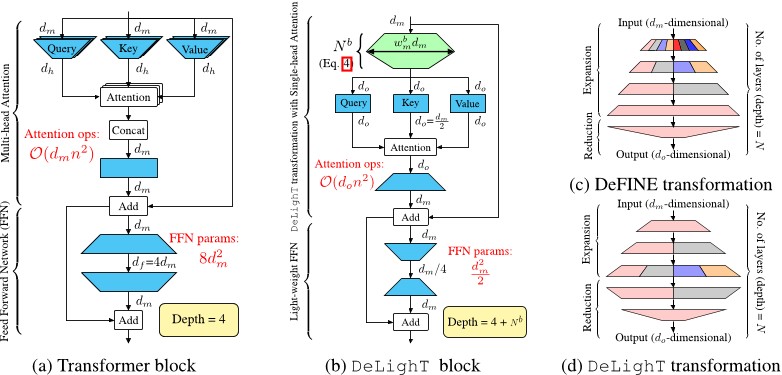 Multi-head Attention
Feed Forward Network (FFN)
d_m
d_m
d_m
Query
Key
Value
d_h
d_h
d_h
Attention
Concat
Attention ops:
O(d_m n^2)
d_m
d_m
Add
d_m
FFN params:
8d_m^2
d_f=4d_m
d_m
Add
Depth = 4
(a) Transformer block
DeLighT transformation with Single-head Attention
Light-weight FFN
d_m
N^b
(Eq. 4)
w_m^b d_m
d_o
d_o
d_o
Query
Key
Value
d_o
d_o=d_m/2
d_o
Attention
Attention ops:
O(d_o n^2)
d_o
d_m
Add
d_m
FFN params:
d_m^2/2
d_m/4
d_m
Add
Depth = 4 + N^b
(b) DeLighT block
Input (d_m-dimensional)
Expansion
Reduction
No. of layers (depth) = N
Output (d_o-dimensional)
(c) DeFINE transformation
Input (d_m-dimensional)
Expansion
Reduction
No. of layers (depth) = N
Output (d_o-dimensional)
(d) DeLighT transformation